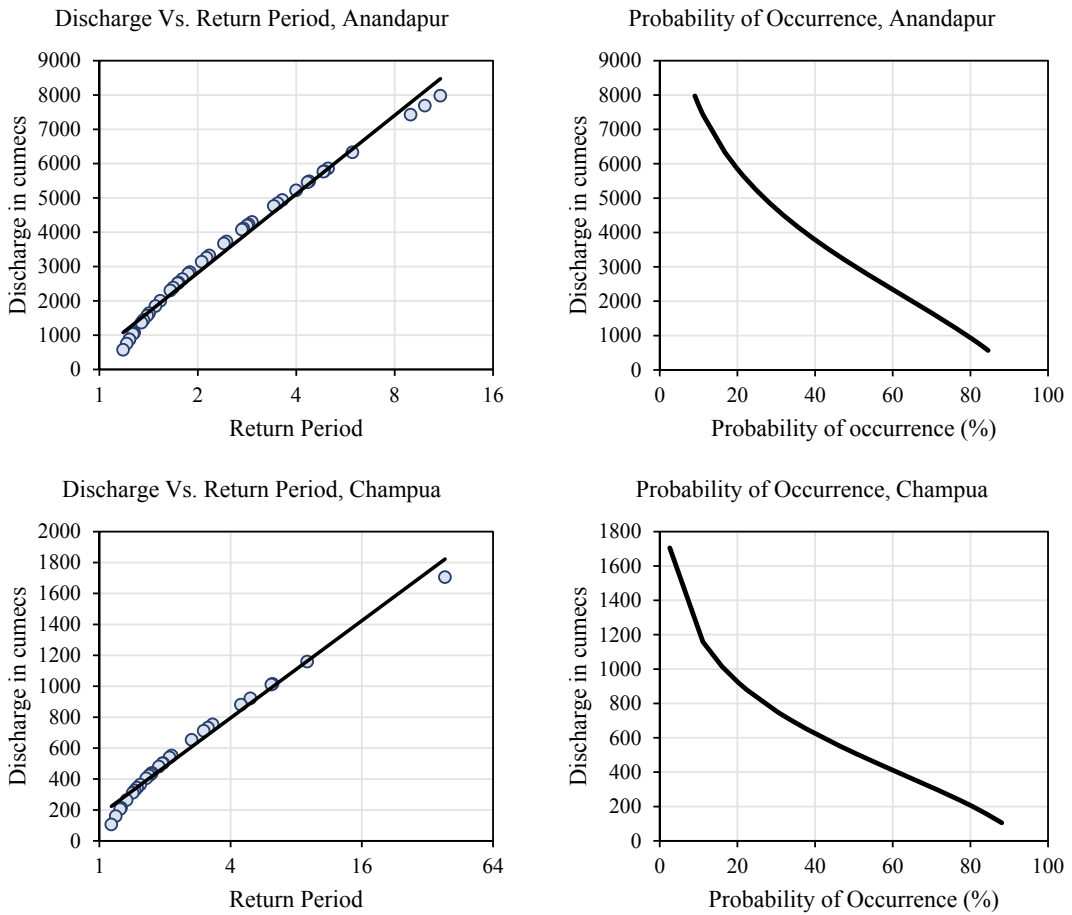 Discharge Vs. Return Period, Anandapur
9000
8000
7000
6000
5000
4000
3000
2000
1000
0
Discharge in cumecs
1 2 4 8 16
Return Period
Probability of Occurrence, Anandapur
9000
8000
7000
6000
5000
4000
3000
2000
1000
0
Discharge in cumecs
0 20 40 60 80 100
Probability of occurrence (%)
Discharge Vs. Return Period, Champua
2000
1800
1600
1400
1200
1000
800
600
400
200
0
Discharge in cumecs
1 4 16 64
Return Period
Probability of Occurrence, Champua
1800
1600
1400
1200
1000
800
600
400
200
0
Discharge in cumecs
0 20 40 60 80 100
Probability of Occurrence (%)